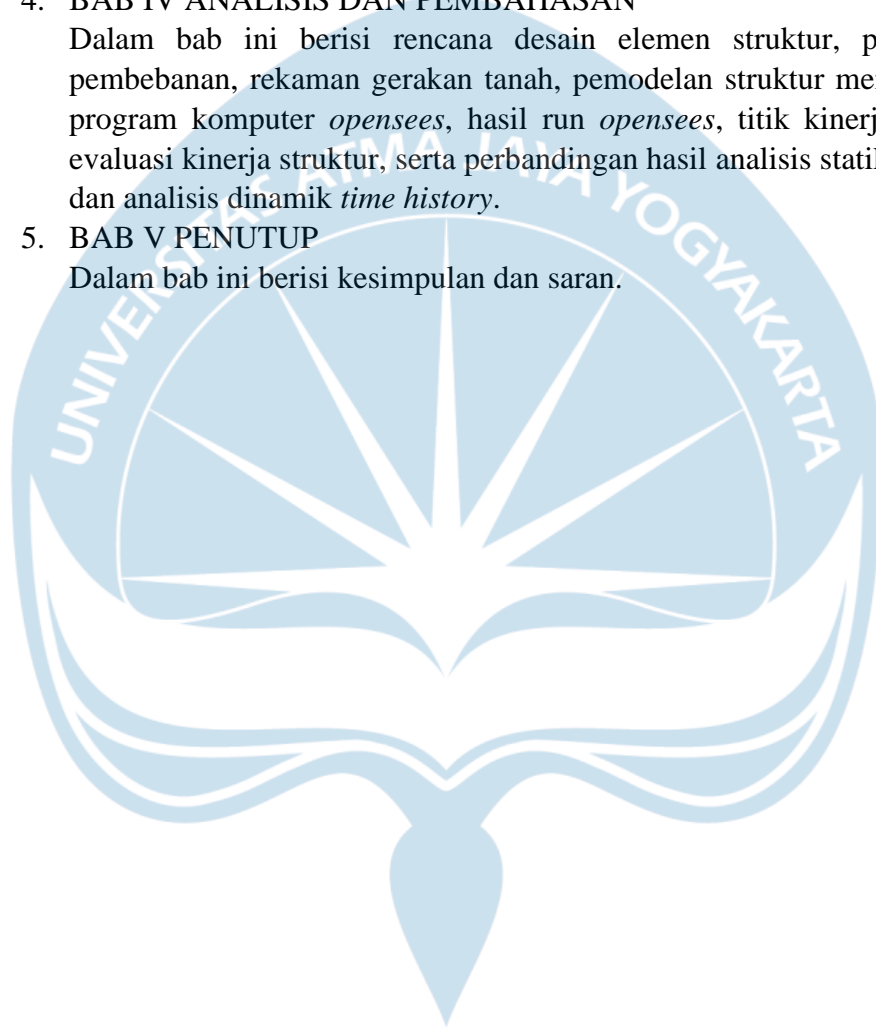 4. BAB IV ANALISIS DAN PEMBAHASAN
Dalam bab ini berisi rencana desain elemen struktur,
pembebanan, rekaman gerakan tanah, pemodelan struktur
program komputer opensees, hasil run opensees, titik
evaluasi kinerja struktur, serta perbandingan hasil analisis
dan analisis dinamik time history.
5. BAB V PENUTUP
Dalam bab ini berisi kesimpulan dan saran.
UNIVERSITAS ATMA JAYA YOGYAKARTA